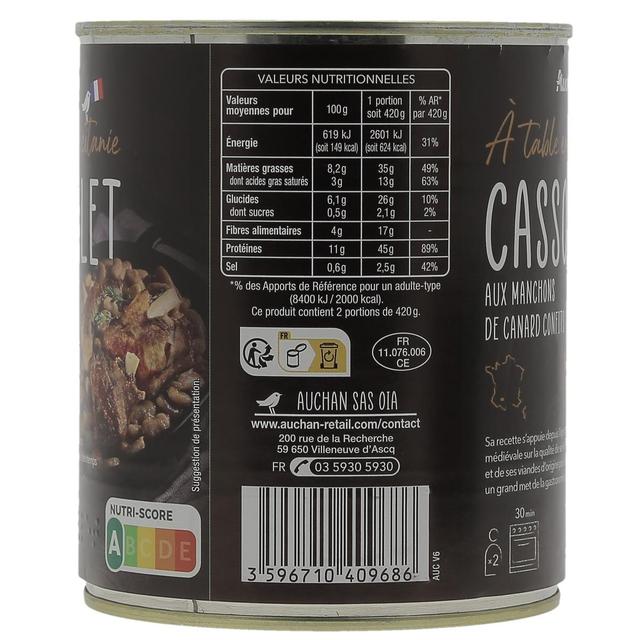 LET
VALEURS NUTRITIONNELLES
Valeurs moyennes pour 100g 1 portion soit 420g %AR* par 420g
Énergie 619 kJ (soit 149 kcal) 2601 kJ (soit 624 kcal) 31%
Matières grasses 8,2g 35g 49%
dont acides gras saturés 3g 13g 63%
Glucides 6,1g 26g 10%
dont sucres 0,5g 2,1g 2%
Fibres alimentaires 4g 17g -
Protéines 11g 45g 89%
Sel 0,6g 2,5g 42%
*% des Apports de Référence pour un adulte-type
(8400 kJ / 2000 kcal).
Ce produit contient 2 portions de 420g.
FR
FR
11.076.006
CE
AUCHAN SAS OIA
www.auchan-retail.com/contact
200 rue de la Recherche
59 650 Villeneuve d'Ascq
FR 03 5930 5930
3 596710 409686
AUC V6
Suggestion de présentation.
NUTRI-SCORE
A B C D E
À table
CASSO
AUX MANCHONS
DE CANARD CONFITS
Sa recette s'appuie depuis
médiévale sur la qualité de
et de ses viandes d'origine
un grand met de la
30 min
x2